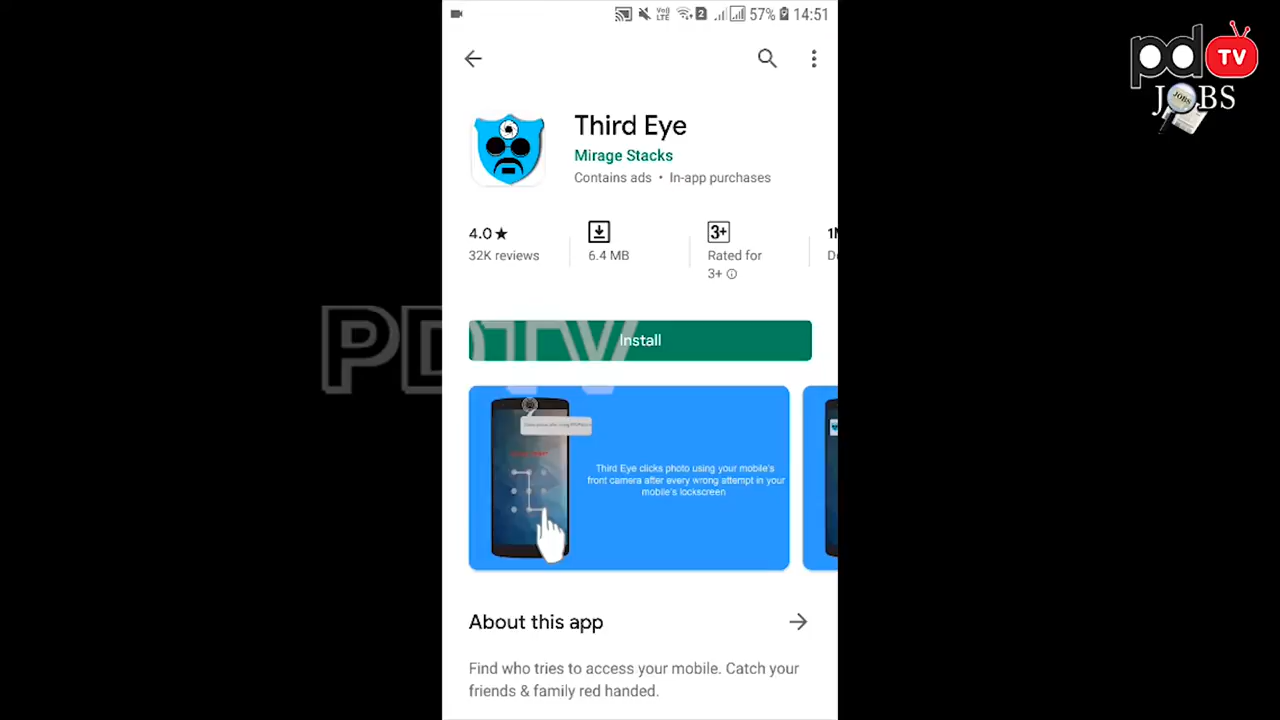 57% 14:51
pd TV
JOBS
JOBS
Third Eye
Mirage Stacks
Contains ads • In-app purchases
4.0★
32K reviews
6.4 MB
3+
Rated for
3+
PDTV
Install
Third Eye clicks photo using your mobile's
front camera after every wrong attempt in your
mobile's lockscreen
About this app
Find who tries to access your mobile. Catch your
friends & family red handed.